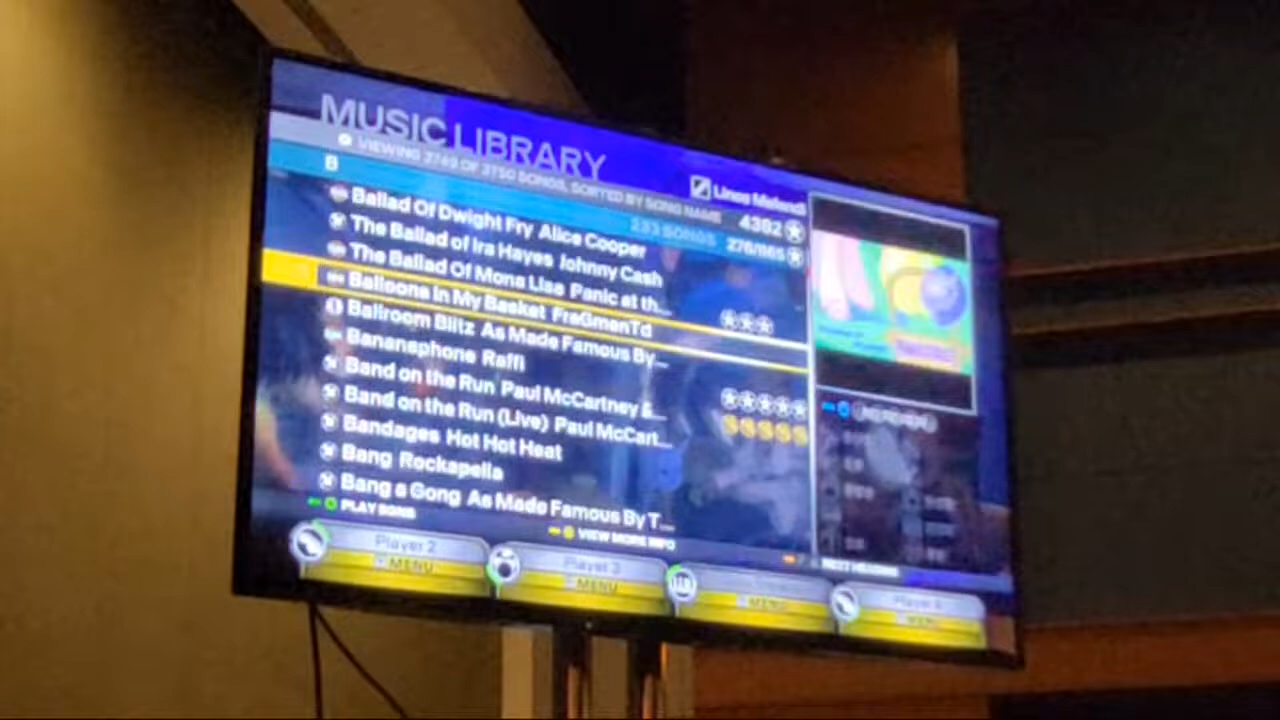 MUSIC LIBRARY
VIEWING 2749 OF 2750 SONGS, SORTED BY SONG NAME
4382
B
233 SONGS
276/865
Ballad Of Dwight Fry Alice Cooper
The Ballad of Ira Hayes Johnny Cash
The Ballad Of Mona Lisa Panic at th...
Balloons In My Basket FraGmenTd
Ballroom Blitz As Made Famous By...
Bananaphone Raffi
Band on the Run Paul McCartney &...
Band on the Run (Live) Paul McCart...
Bandages Hot Hot Heat
Bang Rockapella
Bang a Gong As Made Famous By T...
PLAY SONG
VIEW MORE INFO
Player 2
MENU
Player 3
MENU
MENU